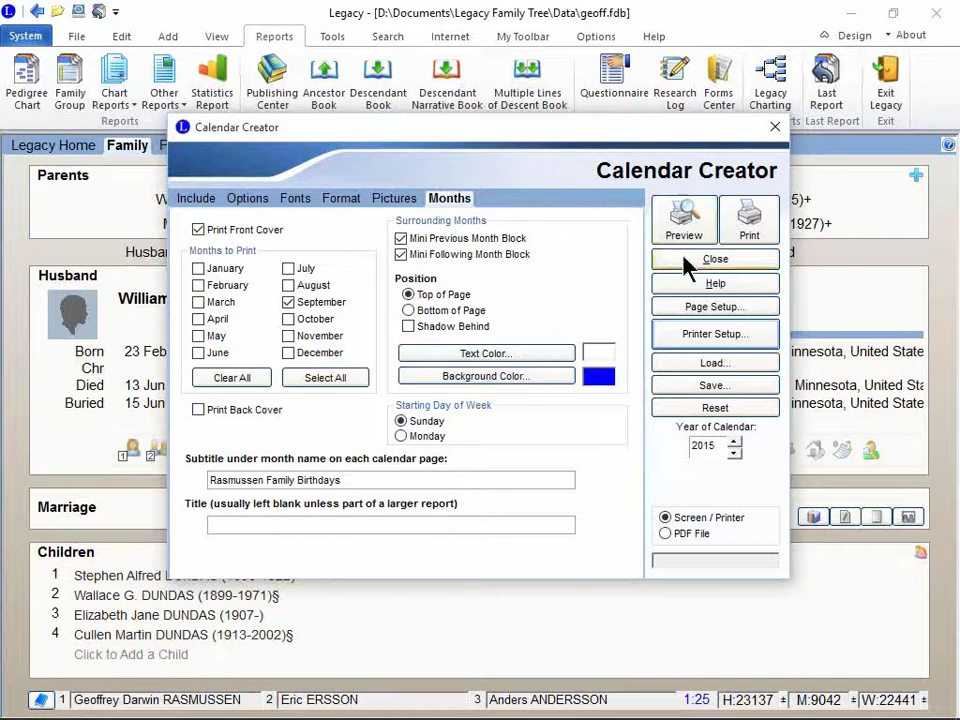 Legacy - [D:\Documents\Legacy Family Tree\Data\geoff.fdb]
System File Edit Add View Reports Tools Search Internet My Toolbar Options Help Design About
Pedigree Chart
Family Group
Chart Reports
Other Reports
Statistics Report
Publishing Center
Ancestor Book
Descendant Book
Descendant Narrative Book
Multiple Lines of Descent Book
Questionnaire
Research Log
Forms Center
Legacy Charting
Last Report
Exit Legacy
Reports
Last Report
Exit
Legacy Home Family
Calendar Creator
Calendar Creator
Include Options Fonts Format Pictures Months
Print Front Cover
Months to Print
January July
February August
March September
April October
May November
June December
Clear All Select All
Print Back Cover
Surrounding Months
Mini Previous Month Block
Mini Following Month Block
Position
Top of Page
Bottom of Page
Shadow Behind
Text Color...
Background Color...
Starting Day of Week
Sunday
Monday
Subtitle under month name on each calendar page:
Rasmussen Family Birthdays
Title (usually left blank unless part of a larger report)
Preview Print
Close
Help
Page Setup...
Printer Setup...
Load...
Save...
Reset
Year of Calendar:
2015
Screen / Printer
PDF File
Parents
5)+
1927)+
Husband
William
Born 23 Feb
Chr
Died 13 Jun
Buried 15 Jun
innesota, United State
Minnesota, United State
innesota, United State
1 2
Marriage
Children
1 Stephen Alfred
2 Wallace G. DUNDAS (1899-1971)§
3 Elizabeth Jane DUNDAS (1907-)
4 Cullen Martin DUNDAS (1913-2002)§
Click to Add a Child
1 Geoffrey Darwin RASMUSSEN 2 Eric ERSSON 3 Anders ANDERSSON 1:25 H:23137 M:9042 W:22441